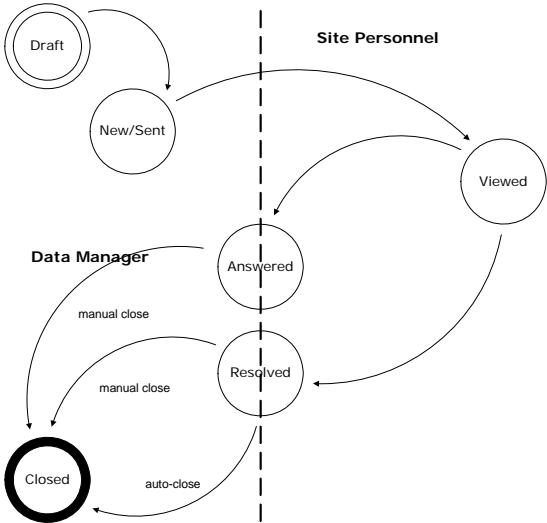 Draft
Site Personnel
New/Sent
Viewed
Data Manager
Answered
manual close
Resolved
manual close
Closed
auto-close